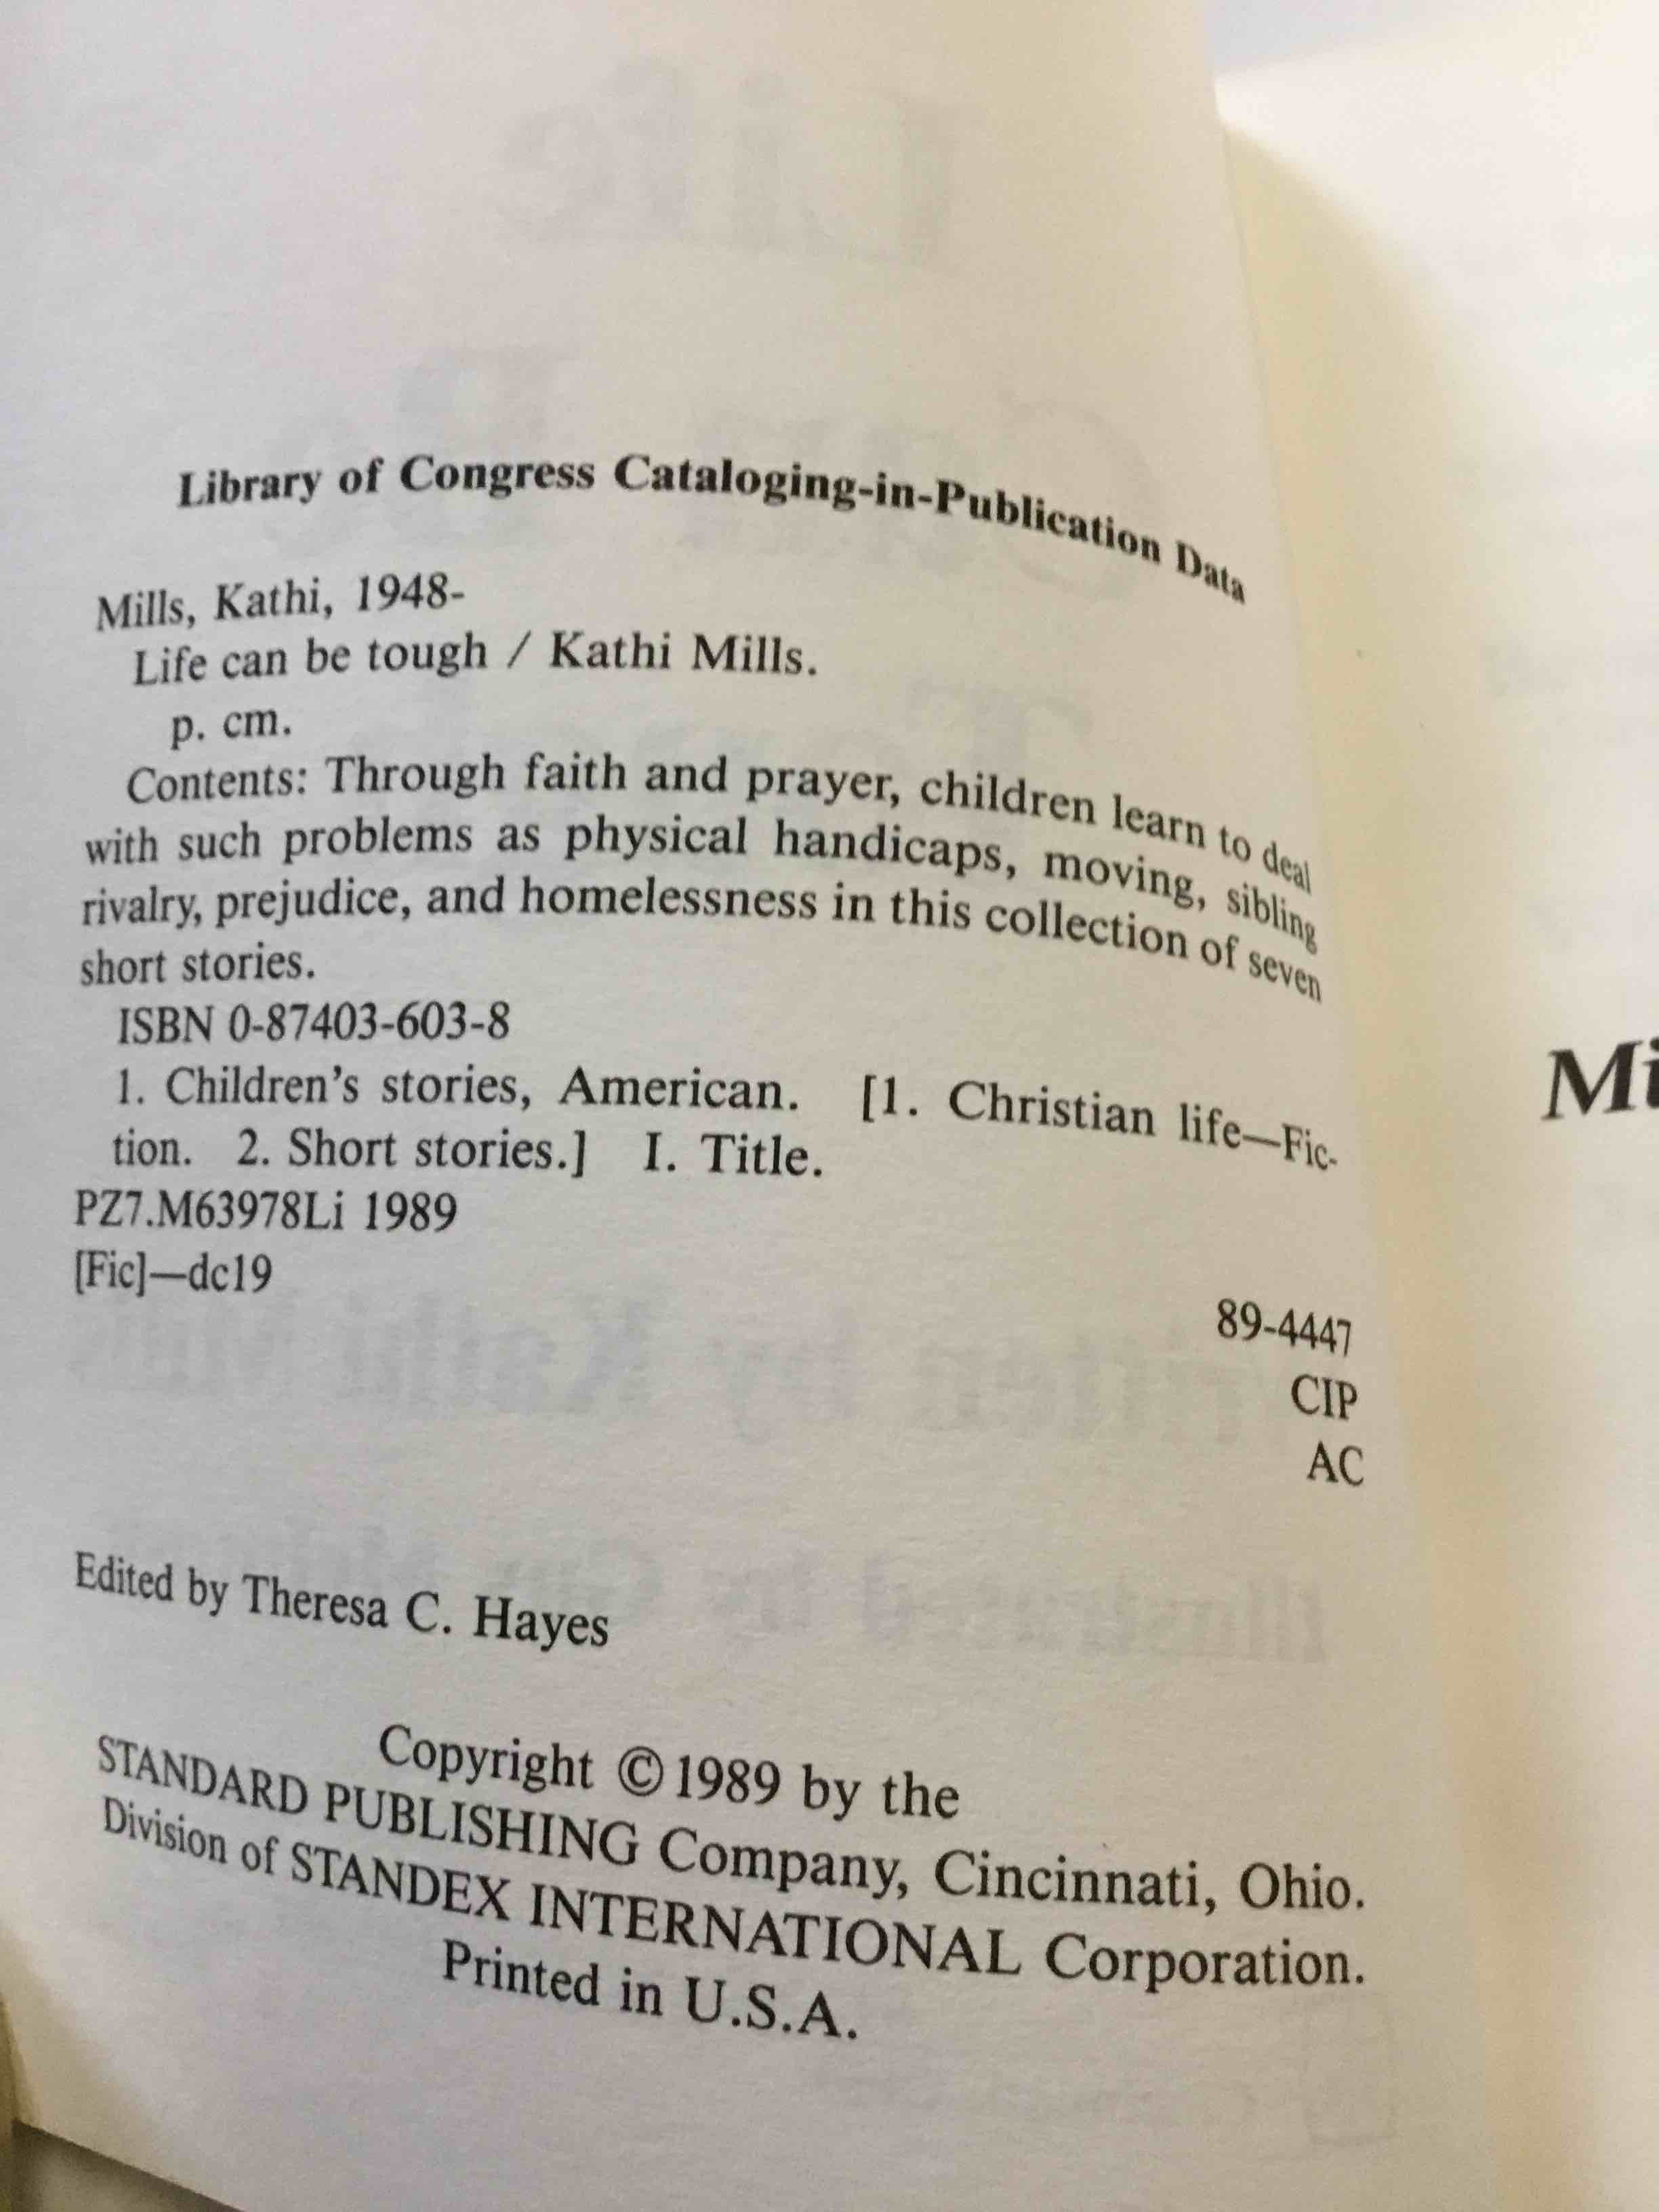 Library of Congress Cataloging-in-Publication Data
Mills, Kathi, 1948-
Life can be tough / Kathi Mills.
p. cm.
Contents: Through faith and prayer, children learn to deal
with such problems as physical handicaps, moving, sibling
rivalry, prejudice, and homelessness in this collection of seven
short stories.
ISBN 0-87403-603-8
1. Children's stories, American. [1. Christian life—Fic-
tion. 2. Short stories.] I. Title.
PZ7.M63978Li 1989
[Fic]—dc19
89-4447
CIP
AC
Edited by Theresa C. Hayes
Copyright © 1989 by the
STANDARD PUBLISHING Company, Cincinnati, Ohio.
Division of STANDEX INTERNATIONAL Corporation.
Printed in U.S.A.
Mi